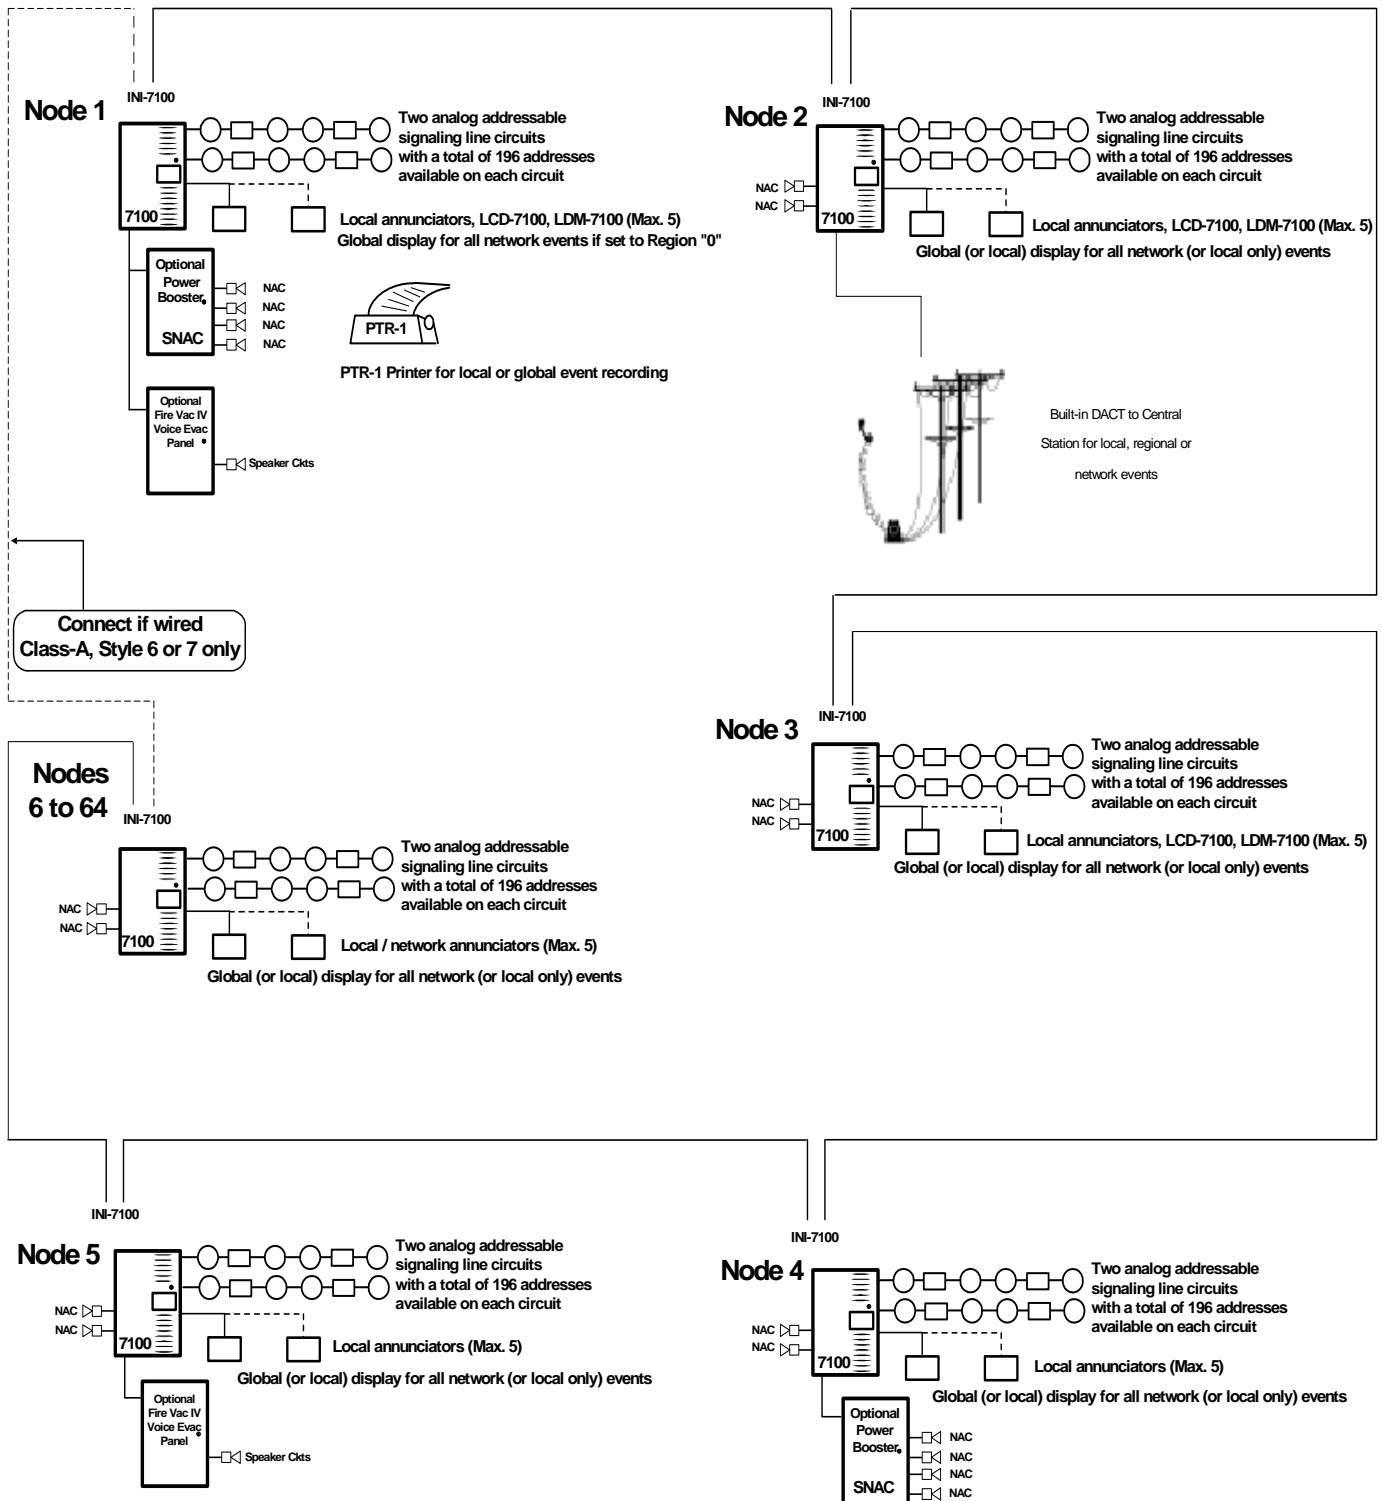 Node 1
INI-7100
7100
Two analog addressable
signaling line circuits
with a total of 196 addresses
available on each circuit
Local annunciators, LCD-7100, LDM-7100 (Max. 5)
Global display for all network events if set to Region "0"
Optional
Power
Booster
SNAC
NAC
NAC
NAC
NAC
PTR-1
PTR-1 Printer for local or global event recording
Optional
Fire Vac IV
Voice Evac
Panel
Speaker Ckts
Node 2
INI-7100
NAC
NAC
7100
Two analog addressable
signaling line circuits
with a total of 196 addresses
available on each circuit
Local annunciators, LCD-7100, LDM-7100 (Max. 5)
Global (or local) display for all network (or local only) events
Built-in DACT to Central
Station for local, regional or
network events
Connect if wired
Class-A, Style 6 or 7 only
Node 3
INI-7100
NAC
NAC
7100
Two analog addressable
signaling line circuits
with a total of 196 addresses
available on each circuit
Local annunciators, LCD-7100, LDM-7100 (Max. 5)
Global (or local) display for all network (or local only) events
Nodes
6 to 64
INI-7100
NAC
NAC
7100
Two analog addressable
signaling line circuits
with a total of 196 addresses
available on each circuit
Local / network annunciators (Max. 5)
Global (or local) display for all network (or local only) events
Node 5
INI-7100
NAC
NAC
7100
Two analog addressable
signaling line circuits
with a total of 196 addresses
available on each circuit
Local annunciators (Max. 5)
Global (or local) display for all network (or local only) events
Optional
Fire Vac IV
Voice Evac
Panel
Speaker Ckts
Node 4
INI-7100
NAC
NAC
7100
Two analog addressable
signaling line circuits
with a total of 196 addresses
available on each circuit
Local annunciators (Max. 5)
Global (or local) display for all network (or local only) events
Optional
Power
Booster
SNAC
NAC
NAC
NAC
NAC